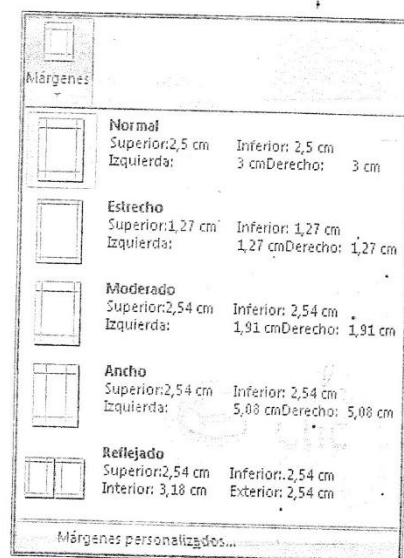 Márgenes
Normal
Superior:2,5 cm Inferior: 2,5 cm
Izquierda: 3 cmDerecho: 3 cm
Estrecho
Superior:1,27 cm Inferior: 1,27 cm
Izquierda: 1,27 cmDerecho: 1,27 cm
Moderado
Superior:2,54 cm Inferior: 2,54 cm
Izquierda: 1,91 cmDerecho: 1,91 cm
Ancho
Superior:2,54 cm Inferior: 2,54 cm
Izquierda: 5,08 cmDerecho: 5,08 cm
Reflejado
Superior:2,54 cm Inferior: 2,54 cm
Interior: 3,18 cm Exterior: 2,54 cm
Márgenes personalizados...